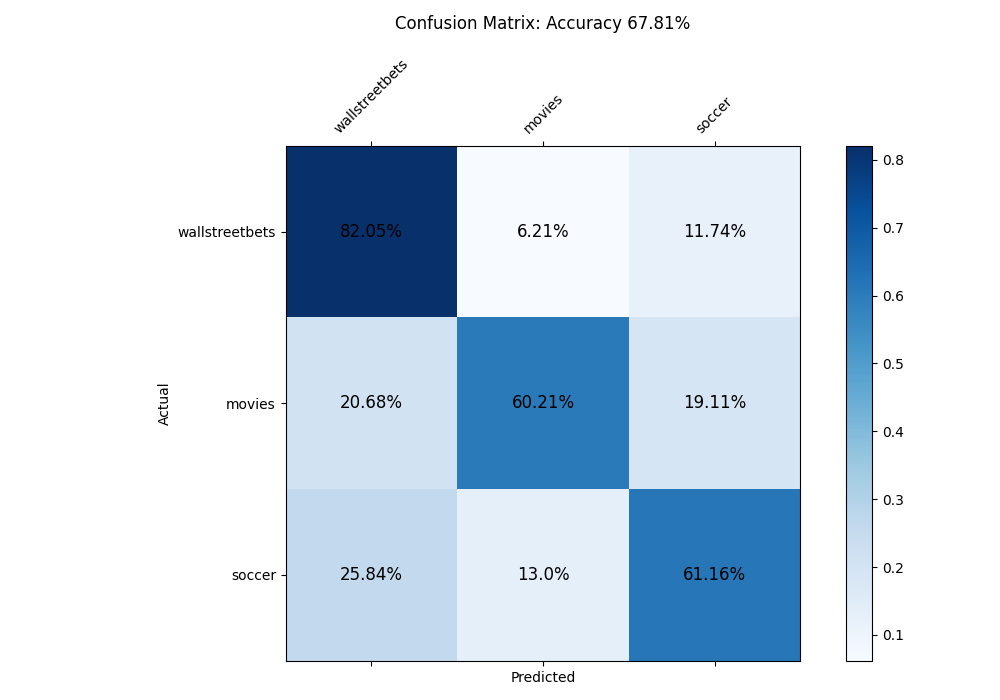 Confusion Matrix: Accuracy 67.81%
wallstreetbets
movies
soccer
wallstreetbets
82.05%
6.21%
11.74%
movies
20.68%
60.21%
19.11%
soccer
25.84%
13.0%
61.16%
Actual
Predicted
0.8
0.7
0.6
0.5
0.4
0.3
0.2
0.1